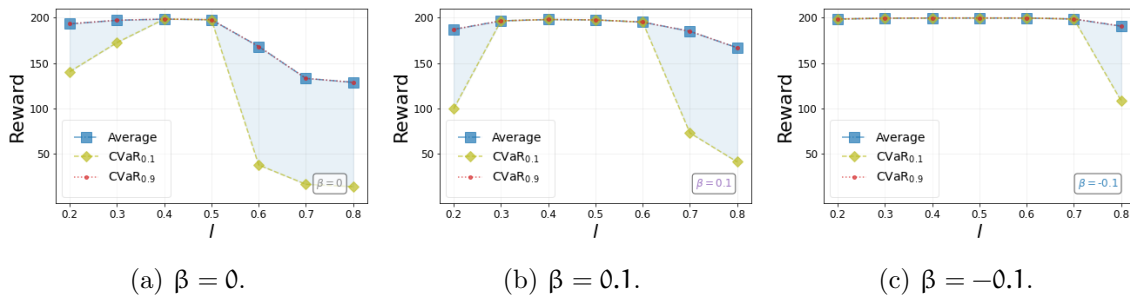 200
150
100
50
Reward
Average
CVaR0.1
CVaR0.9
β=0
0.2 0.3 0.4 0.5 0.6 0.7 0.8
l
(a) β = 0.
200
150
100
50
Reward
Average
CVaR0.1
CVaR0.9
β=0.1
0.2 0.3 0.4 0.5 0.6 0.7 0.8
l
(b) β = 0.1.
200
150
100
50
Reward
Average
CVaR0.1
CVaR0.9
β=-0.1
0.2 0.3 0.4 0.5 0.6 0.7 0.8
l
(c) β = −0.1.